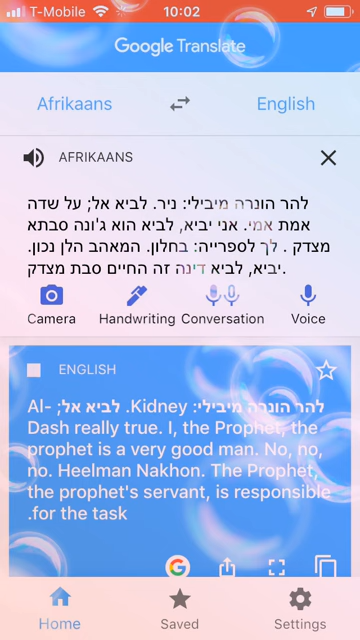 T-Mobile
10:02
Google Translate
Afrikaans
English
AFRIKAANS
להר הונרה מיבילי: ניר. לביא אל; על שדה
אמת אמי. אני יביא, לביא הוא ג'ונה סבתא
מצדק . לך לספרייה: בחלון. המאהב הלן נכון.
יביא, לביא דינה זה החיים סבת מצדק.
Camera
Handwriting
Conversation
Voice
ENGLISH
להר הונרה מיבילי: Kidney. לביא אל; Al-
Dash really true. I, the Prophet, the
prophet is a very good man. No, no,
no. Heelman Nakhon. The Prophet,
the prophet's servant, is responsible
.for the task
G
Home
Saved
Settings